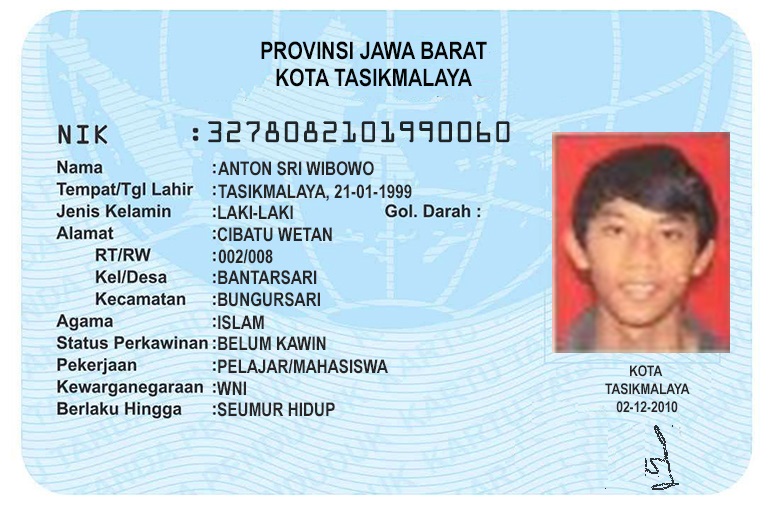 PROVINSI JAWA BARAT
KOTA TASIKMALAYA
NIK :3278082101990060
Nama :ANTON SRI WIBOWO
Tempat/Tgl Lahir :TASIKMALAYA, 21-01-1999
Jenis Kelamin :LAKI-LAKI Gol. Darah :
Alamat :CIBATU WETAN
RT/RW :002/008
Kel/Desa :BANTARSARI
Kecamatan :BUNGURSARI
Agama :ISLAM
Status Perkawinan :BELUM KAWIN
Pekerjaan :PELAJAR/MAHASISWA
Kewarganegaraan :WNI
Berlaku Hingga :SEUMUR HIDUP
KOTA
TASIKMALAYA
02-12-2010